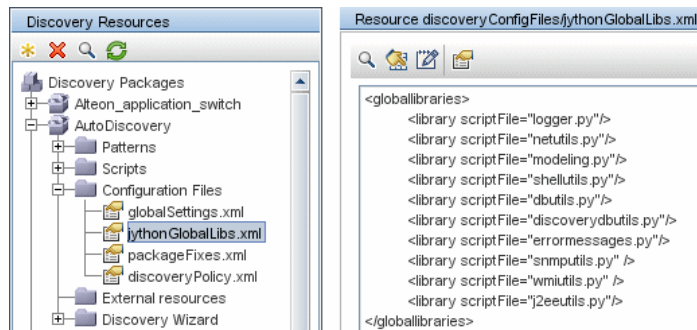 Discovery Resources
Discovery Packages
Alteon_application_switch
AutoDiscovery
Patterns
Scripts
Configuration Files
globalSettings.xml
jythonGlobalLibs.xml
packageFixes.xml
discoveryPolicy.xml
External resources
Discovery Wizard
Resource discoveryConfigFiles/jythonGlobalLibs.xml
<globallibraries>
<library scriptFile="logger.py"/>
<library scriptFile="netutils.py"/>
<library scriptFile="modeling.py"/>
<library scriptFile="shellutils.py"/>
<library scriptFile="dbutils.py"/>
<library scriptFile="discoverydbutils.py"/>
<library scriptFile="errormessages.py"/>
<library scriptFile="snmputils.py" />
<library scriptFile="wmiutils.py" />
<library scriptFile="j2eeutils.py"/>
</globallibraries>